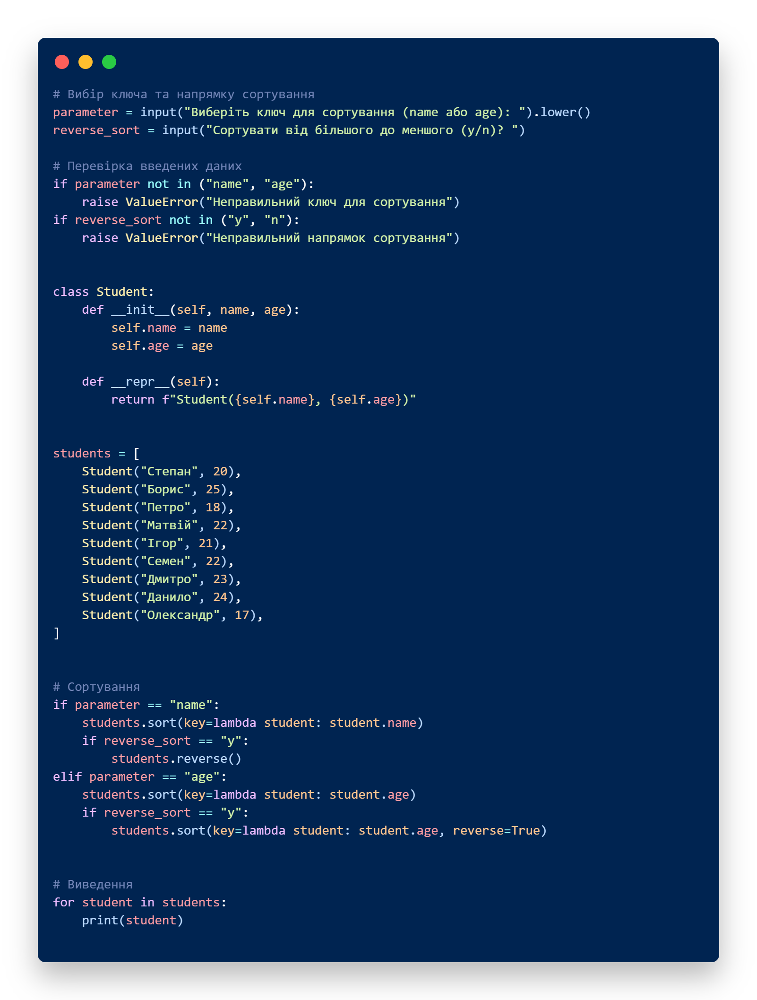 # Вибір ключа та напрямку сортування
parameter = input("Виберіть ключ для сортування (name або age): ").lower()
reverse_sort = input("Сортувати від більшого до меншого (y/n)? ")

# Перевірка введених даних
if parameter not in ("name", "age"):
    raise ValueError("Неправильний ключ для сортування")
if reverse_sort not in ("y", "n"):
    raise ValueError("Неправильний напрямок сортування")


class Student:
    def __init__(self, name, age):
        self.name = name
        self.age = age

    def __repr__(self):
        return f"Student({self.name}, {self.age})"


students = [
    Student("Степан", 20),
    Student("Борис", 25),
    Student("Петро", 18),
    Student("Матвій", 22),
    Student("Ігор", 21),
    Student("Семен", 22),
    Student("Дмитро", 23),
    Student("Данило", 24),
    Student("Олександр", 17),
]


# Сортування
if parameter == "name":
    students.sort(key=lambda student: student.name)
    if reverse_sort == "y":
        students.reverse()
elif parameter == "age":
    students.sort(key=lambda student: student.age)
    if reverse_sort == "y":
        students.sort(key=lambda student: student.age, reverse=True)


# Виведення
for student in students:
    print(student)